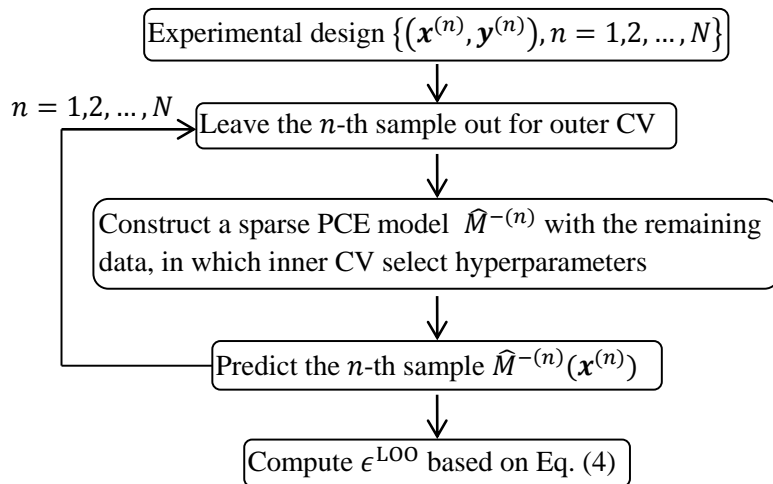 Experimental design {(𝒙⁽ⁿ⁾, 𝒚⁽ⁿ⁾), n = 1,2, …, N}
n = 1,2, …, N
Leave the n-th sample out for outer CV
Construct a sparse PCE model M̂⁻⁽ⁿ⁾ with the remaining
data, in which inner CV select hyperparameters
Predict the n-th sample M̂⁻⁽ⁿ⁾(𝒙⁽ⁿ⁾)
Compute ϵᴸᴼᴼ based on Eq. (4)